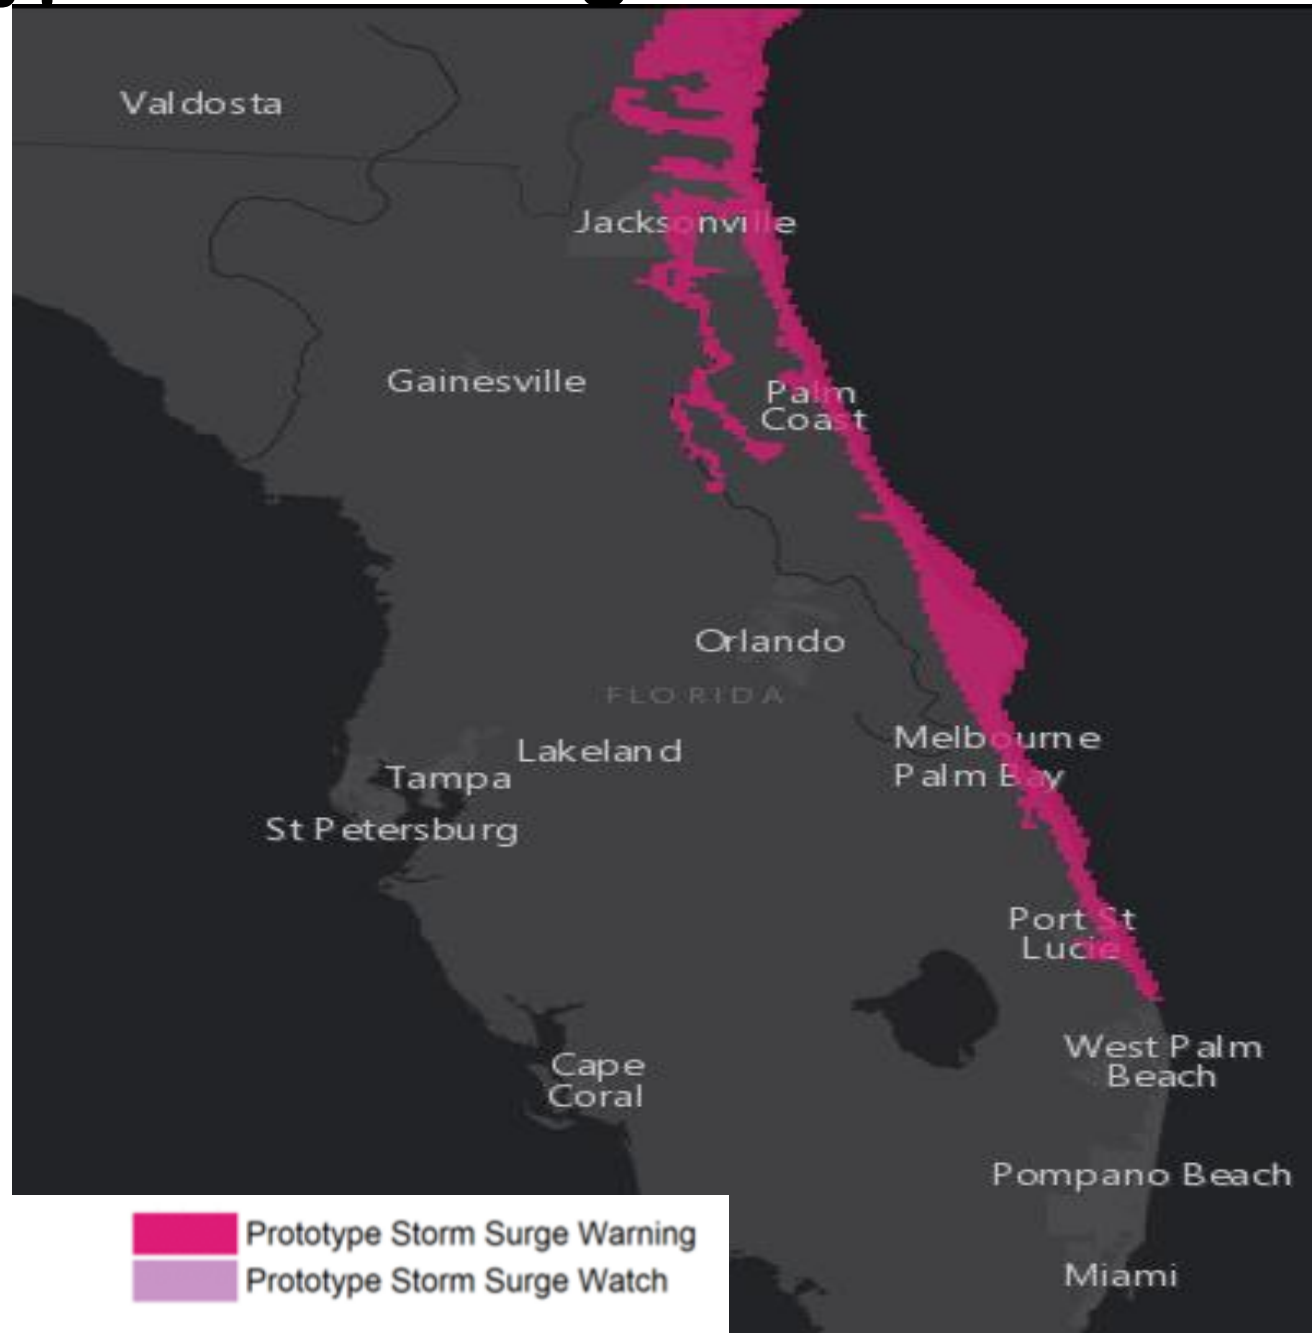 Valdosta
Jacksonville
Gainesville
Palm
Coast
Orlando
FLORIDA
Melbourne
Lakeland
Palm Bay
Tampa
St Petersburg
Port St
Lucie
West Palm
Beach
Cape
Coral
Pompano Beach
Prototype Storm Surge Warning
Prototype Storm Surge Watch
Miami